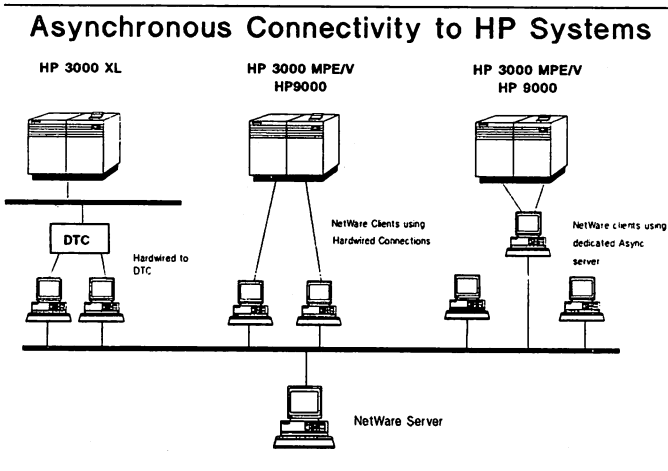 Asynchronous Connectivity to HP Systems
HP 3000 XL
HP 3000 MPE/V
HP9000
HP 3000 MPE/V
HP 9000
DTC
Hardwired to
DTC
NetWare Clients using
Hardwired Connections
NetWare clients using
dedicated Async
server
NetWare Server